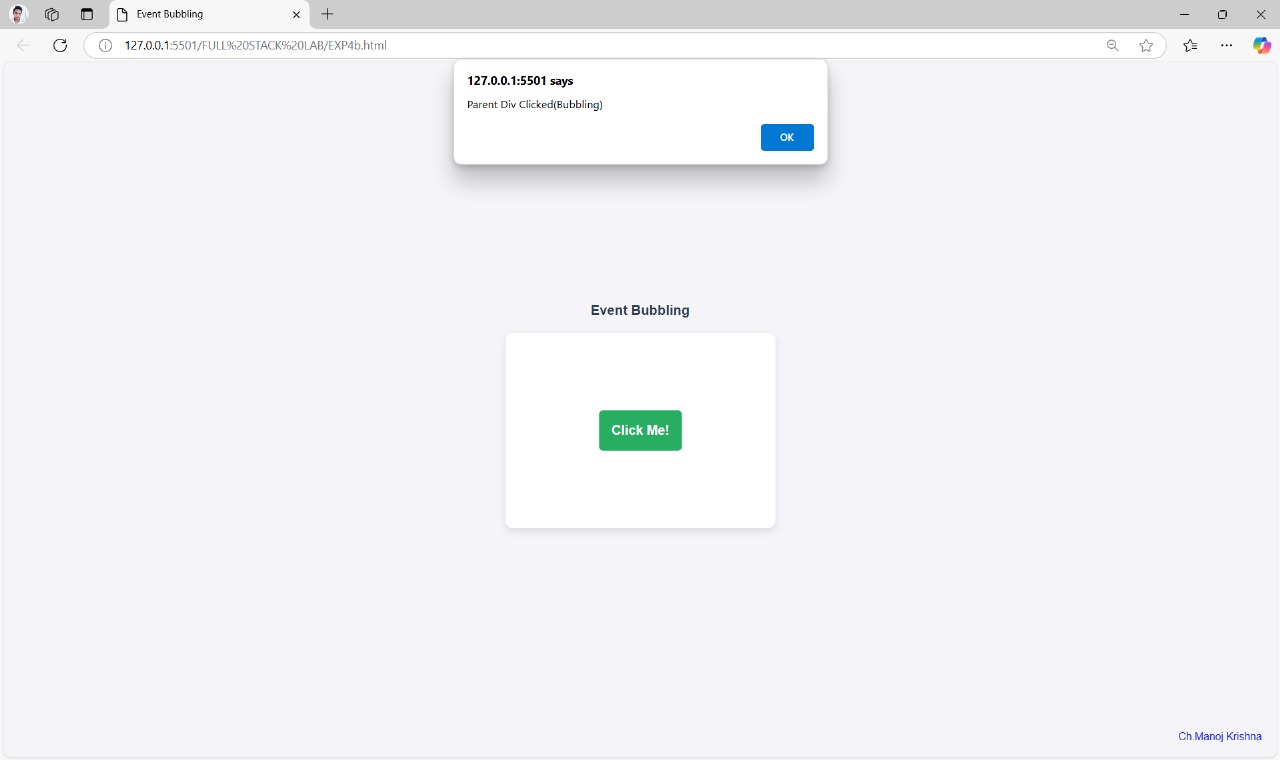 Event Bubbling
127.0.0.1:5501/FULL%20STACK%20LAB/EXP4b.html
127.0.0.1:5501 says
Parent Div Clicked(Bubbling)
OK
Event Bubbling
Click Me!
Ch.Manoj Krishna